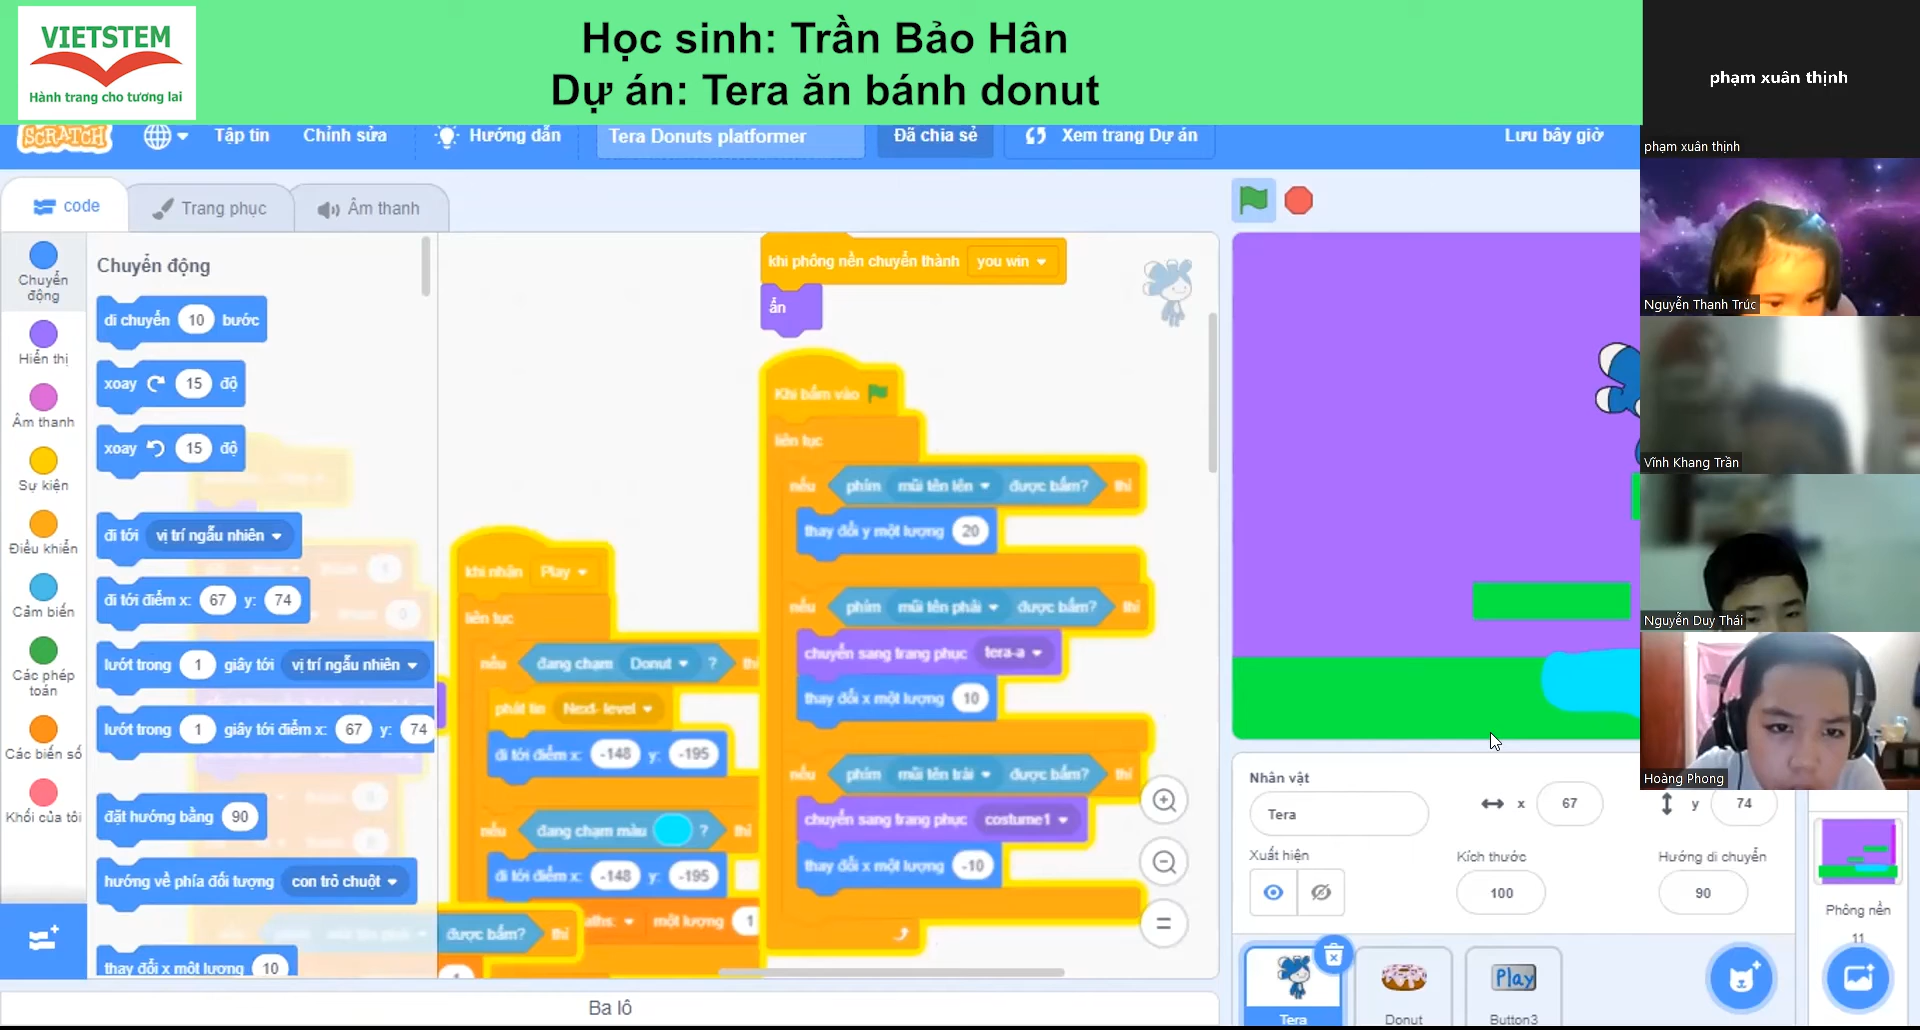 VIETSTEM
Hành trang cho tương lai
Học sinh: Trần Bảo Hân
Dự án: Tera ăn bánh donut
phạm xuân thịnh
phạm xuân thịnh
SCRATCH
Tập tin
Chỉnh sửa
Hướng dẫn
Tera Donuts platformer
Đã chia sẻ
Xem trang Dự án
Lưu bây giờ
code
Trang phục
Âm thanh
Chuyển động
Hiển thị
Âm thanh
Sự kiện
Điều khiển
Cảm biến
Các phép toán
Các biến số
Khối của tôi
Chuyển động
di chuyển 10 bước
xoay 15 độ
xoay 15 độ
đi tới vị trí ngẫu nhiên
đi tới điểm x: 67 y: 74
lướt trong 1 giây tới vị trí ngẫu nhiên
lướt trong 1 giây tới điểm x: 67 y: 74
đặt hướng bằng 90
hướng về phía đối tượng con trỏ chuột
thay đổi x một lượng 10
khi phông nền chuyển thành you win
ẩn
Khi bấm vào
liên tục
nếu phím mũi tên lên được bấm? thì
thay đổi y một lượng 20
nếu phím mũi tên phải được bấm? thì
chuyển sang trang phục tera-a
thay đổi x một lượng 10
nếu phím mũi tên trái được bấm? thì
chuyển sang trang phục costume1
thay đổi x một lượng -10
khi nhận Play
liên tục
nếu đang chạm Donut ?
phát tin Next- level
đi tới điểm x: -148 y: -195
nếu đang chạm màu ? thì
đi tới điểm x: -148 y: -195
một lượng 1
được bấm? thì
Ba lô
Nguyễn Thanh Trúc
Vĩnh Khang Trần
Nguyễn Duy Thái
Hoàng Phong
Nhân vật
Tera
x 67
y 74
Xuất hiện
Kích thước
100
Hướng di chuyển
90
Phông nền
11
Tera
Donut
Play
Button3